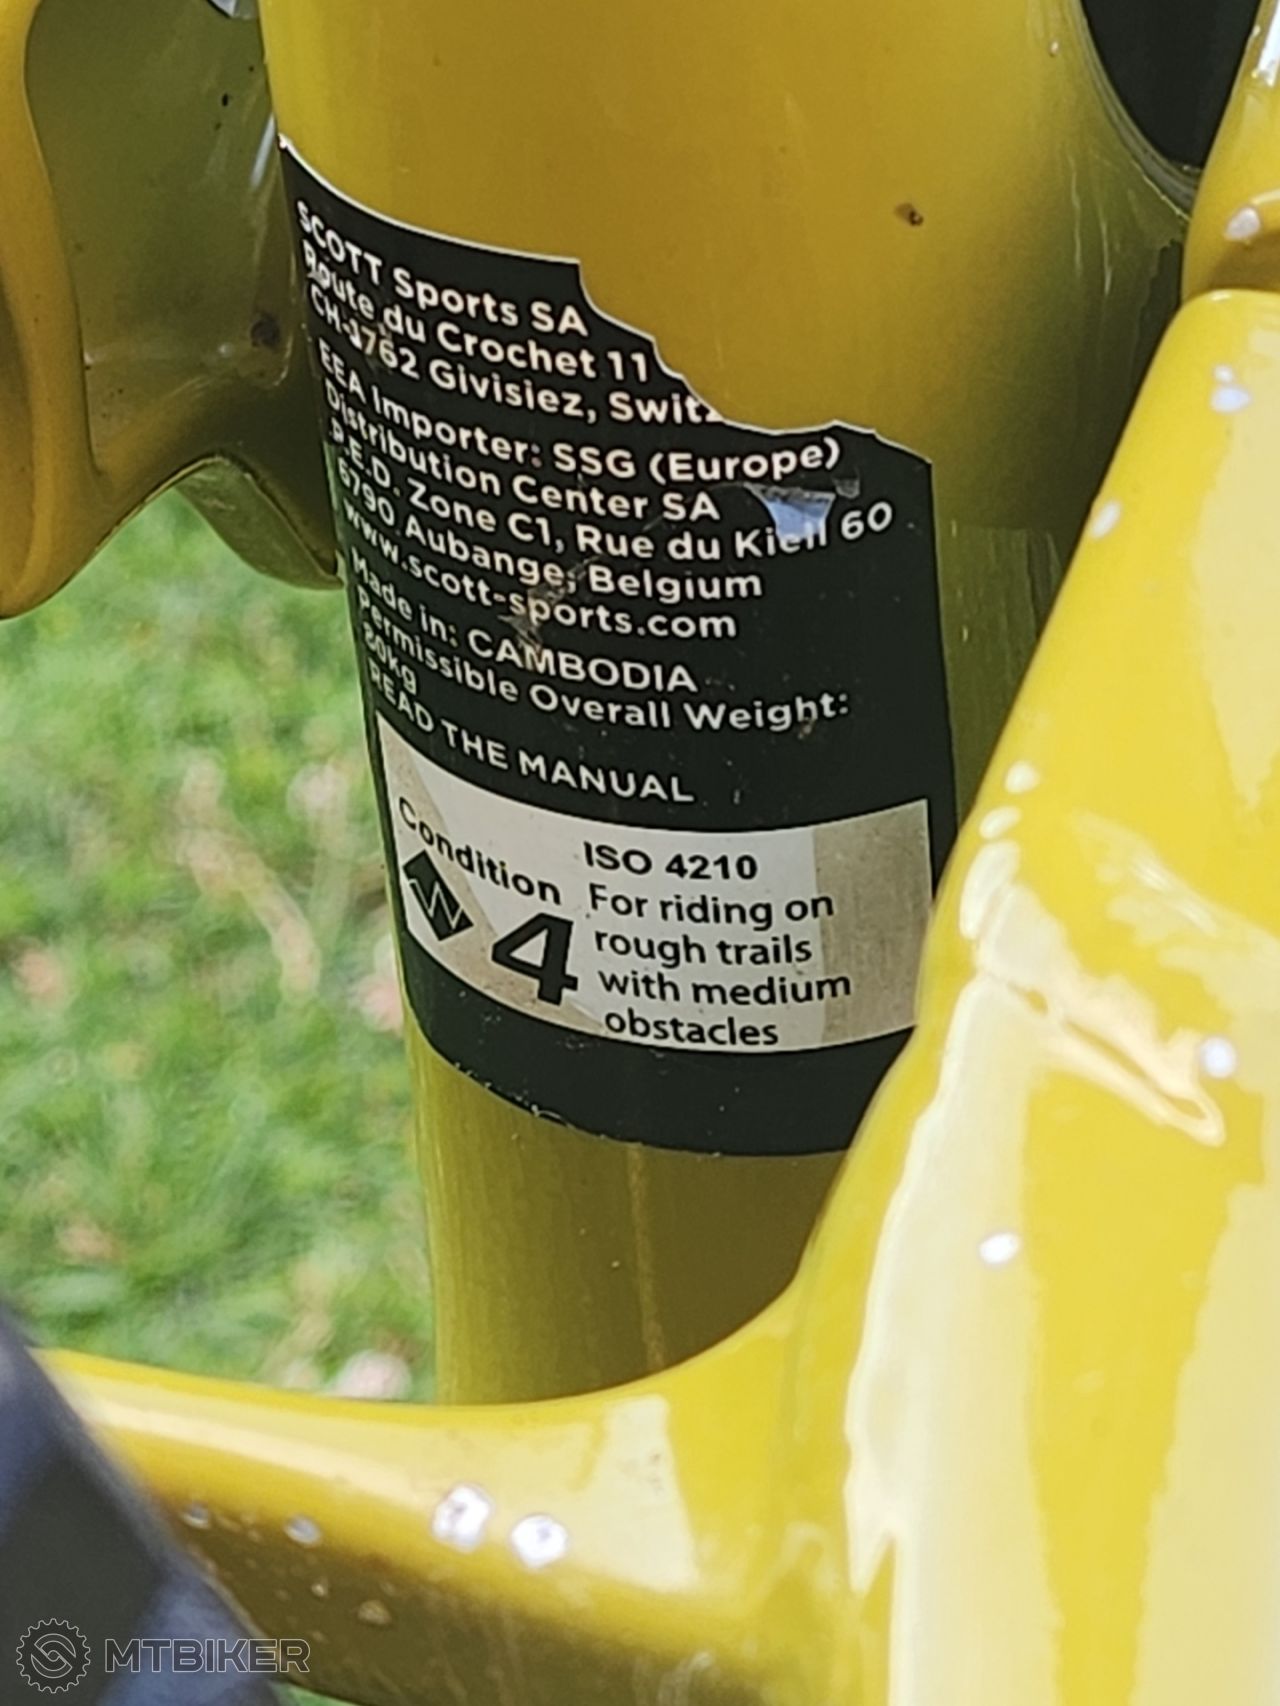 SCOTT Sports SA
Route du Crochet 11
CH-1762 Givisiez, Switz
EEA Importer: SSG (Europe)
Distribution Center SA
P.E.D. Zone C1, Rue du Kiell 60
6790 Aubange, Belgium
www.scott-sports.com
Made in: CAMBODIA
Permissible Overall Weight:
80kg
READ THE MANUAL
Condition
4
ISO 4210
For riding on
rough trails
with medium
obstacles
MTBIKER